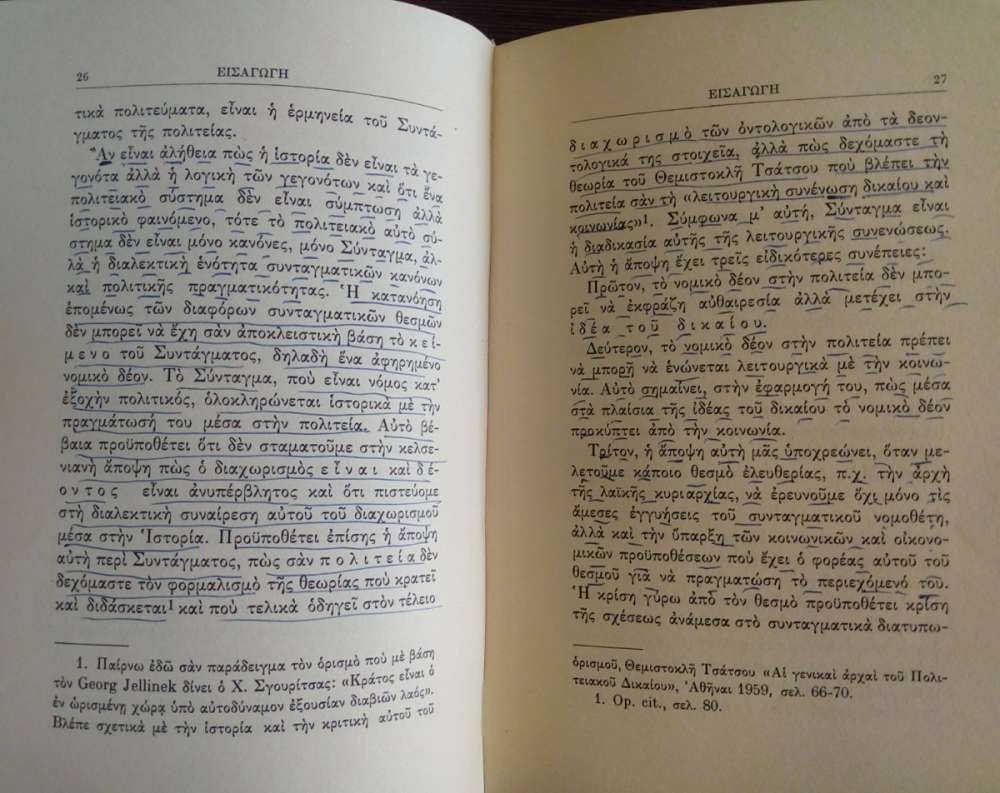 26
ΕΙΣΑΓΩΓΗ
τικὰ πολιτεύματα, εἶναι ἡ ἑρμηνεία τοῦ Συντά-
γματος τῆς πολιτείας.
Ἂν εἶναι ἀλήθεια πὼς ἡ ἱστορία δὲν εἶναι τὰ γε-
γονότα ἀλλὰ ἡ λογικὴ τῶν γεγονότων καὶ ὅτι ἕνα
πολιτειακὸ σύστημα δὲν εἶναι σύμπτωση ἀλλὰ
ἱστορικὸ φαινόμενο, τότε τὸ πολιτειακὸ αὐτὸ σύ-
στημα δὲν εἶναι μόνο κανόνες, μόνο Σύνταγμα, ἀλ-
λὰ ἡ διαλεκτικὴ ἑνότητα συνταγματικῶν κανόνων
καὶ πολιτικῆς πραγματικότητας. Ἡ κατανόηση
ἑπομένως τῶν διαφόρων συνταγματικῶν θεσμῶν
δὲν μπορεῖ νὰ ἔχη σὰν ἀποκλειστικὴ βάση τὸ κεί-
μενο τοῦ Συντάγματος, δηλαδὴ ἕνα ἀφηρημένο
νομικὸ δέον. Τὸ Σύνταγμα, ποὺ εἶναι νόμος κατ'
ἐξοχὴν πολιτικός, ὁλοκληρώνεται ἱστορικὰ μὲ τὴν
πραγμάτωσή του μέσα στὴν πολιτεία. Αὐτὸ βέ-
βαια προϋποθέτει ὅτι δὲν σταματοῦμε στὴν κελσε-
νιανὴ ἄποψη πὼς ὁ διαχωρισμὸς εἶναι καὶ δέ-
οντος εἶναι ἀνυπέρβλητος καὶ ὅτι πιστεύομε
στὴ διαλεκτικὴ συναίρεση αὐτοῦ τοῦ διαχωρισμοῦ
μέσα στὴν Ἱστορία. Προϋποθέτει ἐπίσης ἡ ἄποψη
αὐτὴ περὶ Συντάγματος, πὼς σὰν πολιτεία δὲν
δεχόμαστε τὸν φορμαλισμὸ τῆς θεωρίας ποὺ κρατεῖ
καὶ διδάσκεται1 καὶ ποὺ τελικὰ ὁδηγεῖ στὸν τέλειο
1. Παίρνω ἐδῶ σὰν παράδειγμα τὸν ὁρισμὸ ποὺ μὲ βάση
τὸν Georg Jellinek δίνει ὁ Χ. Σγουρίτσας: «Κράτος εἶναι ὁ
ἐν ὡρισμένῃ χώρᾳ ὑπὸ αὐτοδύναμον ἐξουσίαν διαβιῶν λαός».
Βλέπε σχετικὰ μὲ τὴν ἱστορία καὶ τὴν κριτικὴ αὐτοῦ τοῦ
ΕΙΣΑΓΩΓΗ
27
διαχωρισμὸ τῶν ὀντολογικῶν ἀπὸ τὰ δεον-
τολογικά της στοιχεῖα, ἀλλὰ πὼς δεχόμαστε τὴ
θεωρία τοῦ Θεμιστοκλῆ Τσάτσου ποὺ βλέπει τὴν
πολιτεία σὰν τὴ «λειτουργικὴ συνένωση δικαίου καὶ
κοινωνίας»1. Σύμφωνα μ' αὐτή, Σύνταγμα εἶναι
ἡ διαδικασία αὐτῆς τῆς λειτουργικῆς συνενώσεως.
Αὐτὴ ἡ ἄποψη ἔχει τρεῖς εἰδικότερες συνέπειες:
Πρῶτον, τὸ νομικὸ δέον στὴν πολιτεία δὲν μπο-
ρεῖ νὰ ἐκφράζη αὐθαιρεσία ἀλλὰ μετέχει στὴν
ἰδέα τοῦ δικαίου.
Δεύτερον, τὸ νομικὸ δέον στὴν πολιτεία πρέπει
νὰ μπορῆ νὰ ἑνώνεται λειτουργικὰ μὲ τὴν κοινω-
νία. Αὐτὸ σημαίνει, στὴν ἐφαρμογή του, πὼς μέσα
στὰ πλαίσια τῆς ἰδέας τοῦ δικαίου τὸ νομικὸ δέον
προκύπτει ἀπὸ τὴν κοινωνία.
Τρίτον, ἡ ἄποψη αὐτὴ μᾶς ὑποχρεώνει, ὅταν με-
λετοῦμε κάποιο θεσμὸ ἐλευθερίας, π.χ. τὴν ἀρχὴ
τῆς λαϊκῆς κυριαρχίας, νὰ ἐρευνοῦμε ὄχι μόνο τὶς
ἄμεσες ἐγγυήσεις τοῦ συνταγματικοῦ νομοθέτη,
ἀλλὰ καὶ τὴν ὕπαρξη τῶν κοινωνικῶν καὶ οἰκονο-
μικῶν προϋποθέσεων ποὺ ἔχει ὁ φορέας αὐτοῦ τοῦ
θεσμοῦ γιὰ νὰ πραγματώση τὸ περιεχόμενό του.
Ἡ κρίση γύρω ἀπὸ τὸν θεσμὸ προϋποθέτει κρίση
τῆς σχέσεως ἀνάμεσα στὸ συνταγματικὰ διατυπω-
ὁρισμοῦ, Θεμιστοκλῆ Τσάτσου «Αἱ γενικαὶ ἀρχαὶ τοῦ Πολι-
τειακοῦ Δικαίου», Ἀθῆναι 1959, σελ. 66-70.
1. Op. cit., σελ. 80.